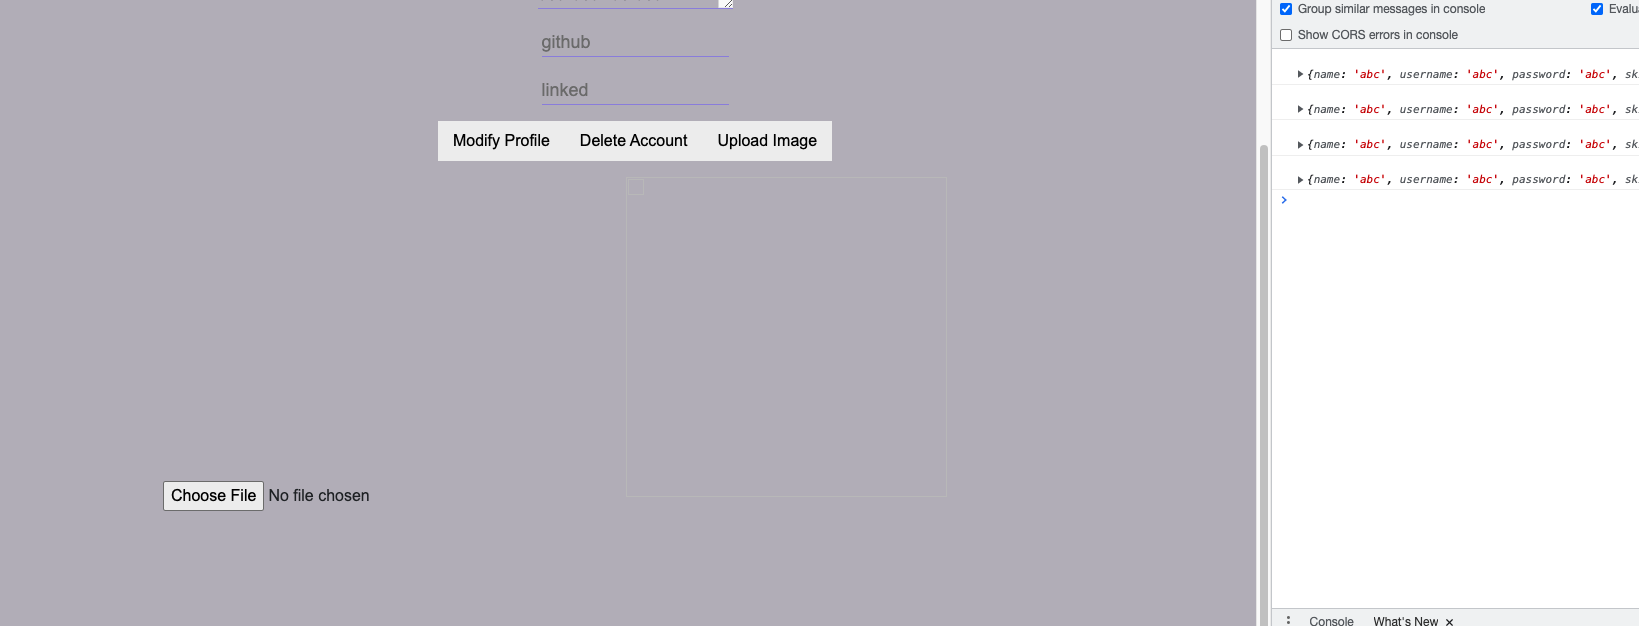 github
linked
Modify Profile Delete Account Upload Image
Choose File No file chosen
Group similar messages in console
Show CORS errors in console
{name: 'abc', username: 'abc', password: 'abc', sk
{name: 'abc', username: 'abc', password: 'abc', sk
{name: 'abc', username: 'abc', password: 'abc', sk
{name: 'abc', username: 'abc', password: 'abc', sk
Console What's New